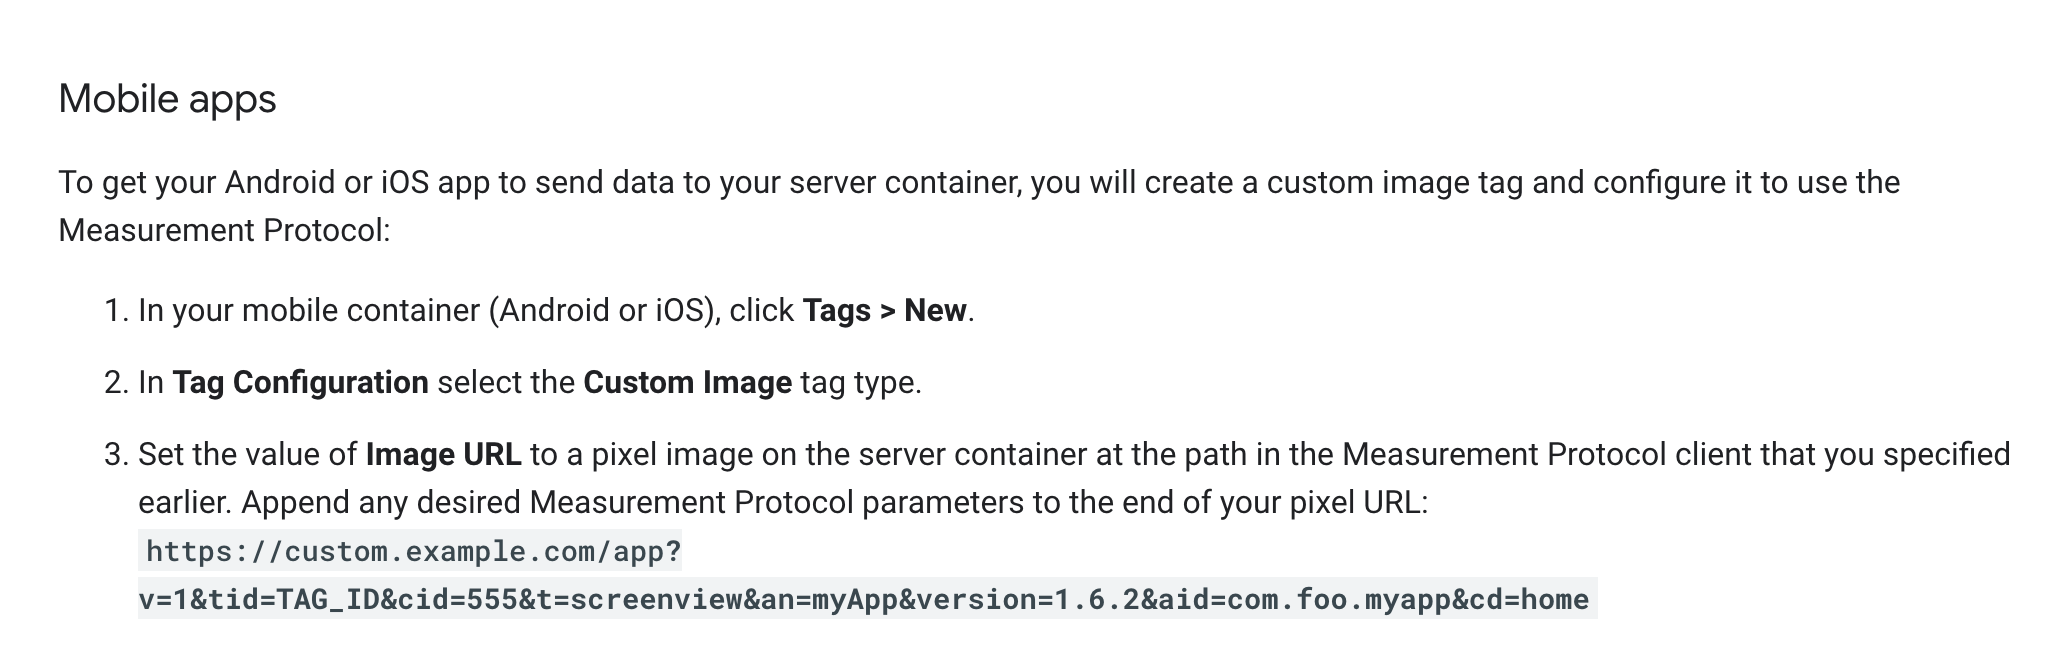 Mobile apps
To get your Android or iOS app to send data to your server container, you will create a custom image tag and configure it to use the
Measurement Protocol:
1. In your mobile container (Android or iOS), click Tags > New.
2. In Tag Configuration select the Custom Image tag type.
3. Set the value of Image URL to a pixel image on the server container at the path in the Measurement Protocol client that you specified
earlier. Append any desired Measurement Protocol parameters to the end of your pixel URL:
https://custom.example.com/app?
v=1&tid=TAG_ID&cid=555&t=screenview&an=myApp&version=1.6.2&aid=com.foo.myapp&cd=home